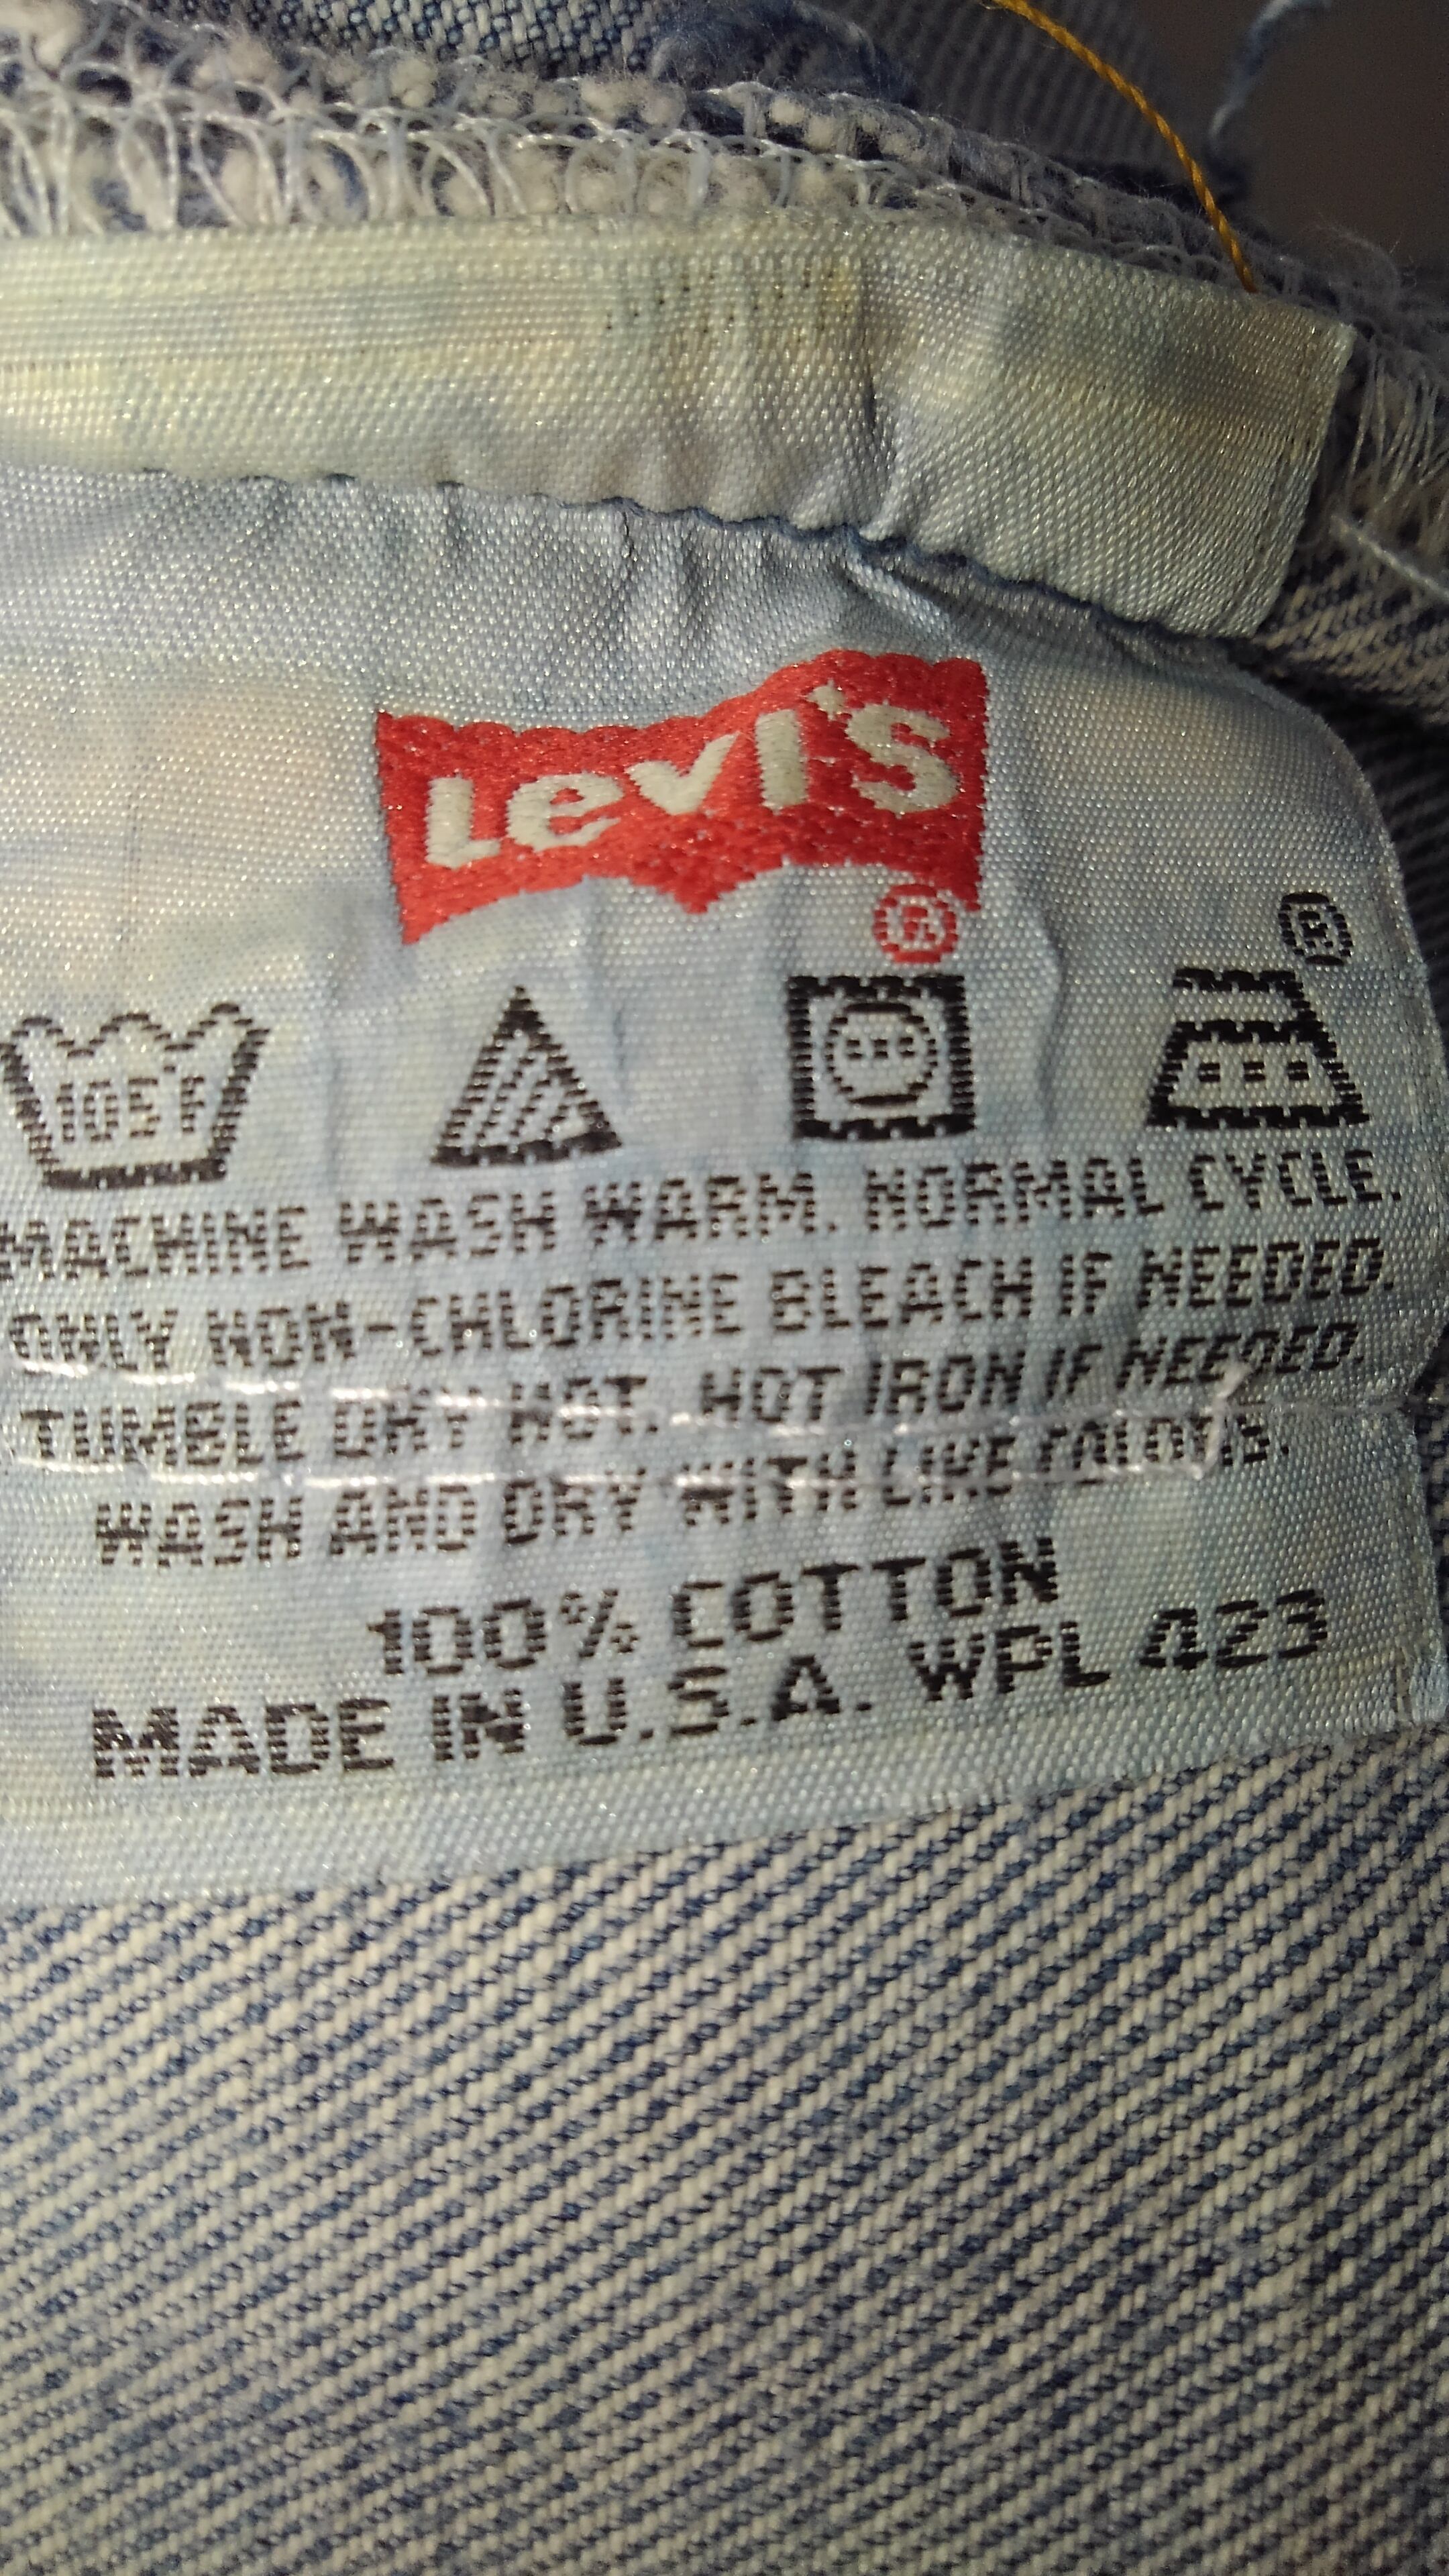 Levi's
®
®
105°F
MACHINE WASH WARM. NORMAL CYCLE.
ONLY NON-CHLORINE BLEACH IF NEEDED.
TUMBLE DRY HOT. HOT IRON IF NEEDED.
WASH AND DRY WITH LIKE COLORS.
100% COTTON
MADE IN U.S.A. WPL 423